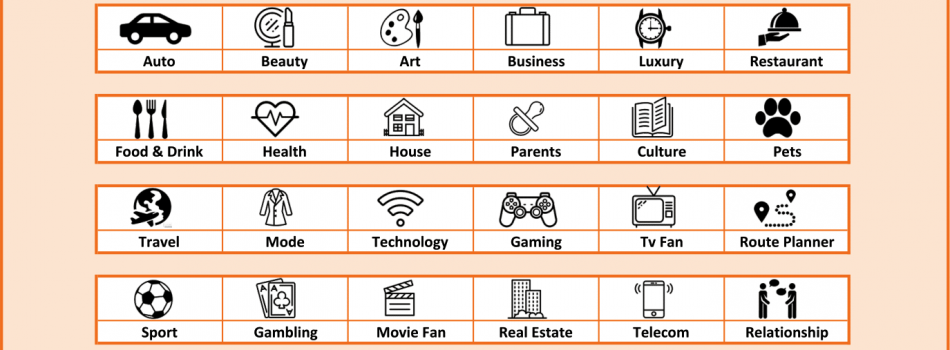 Auto Beauty Art Business Luxury Restaurant
Food & Drink Health House Parents Culture Pets
Travel Mode Technology Gaming Tv Fan Route Planner
A A
Sport Gambling Movie Fan Real Estate Telecom Relationship